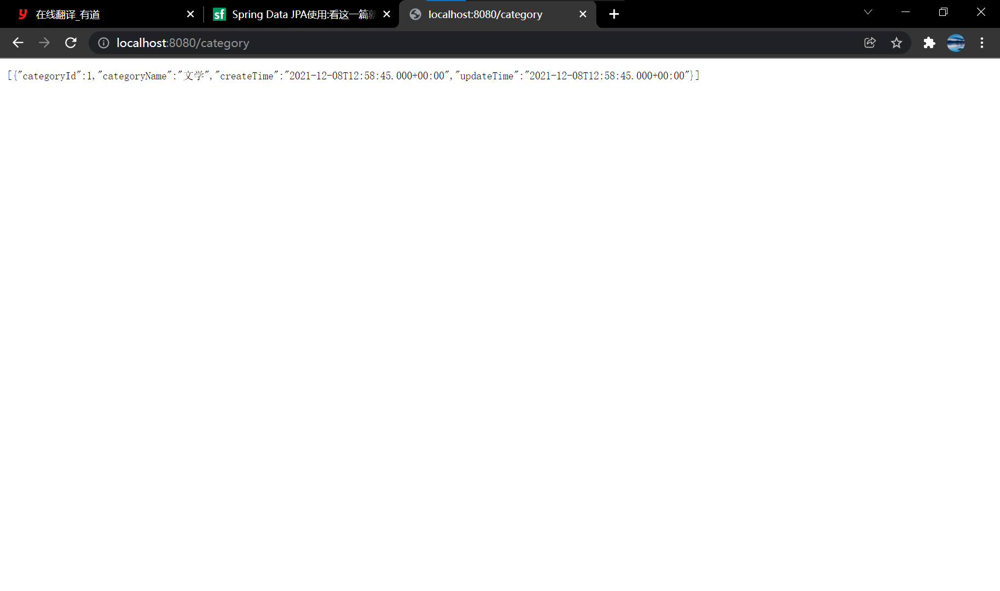 在线翻译_有道
Spring Data JPA使用:看这一篇就
localhost:8080/category
localhost:8080/category
[{"categoryId":1,"categoryName":"文学","createTime":"2021-12-08T12:58:45.000+00:00","updateTime":"2021-12-08T12:58:45.000+00:00"}]